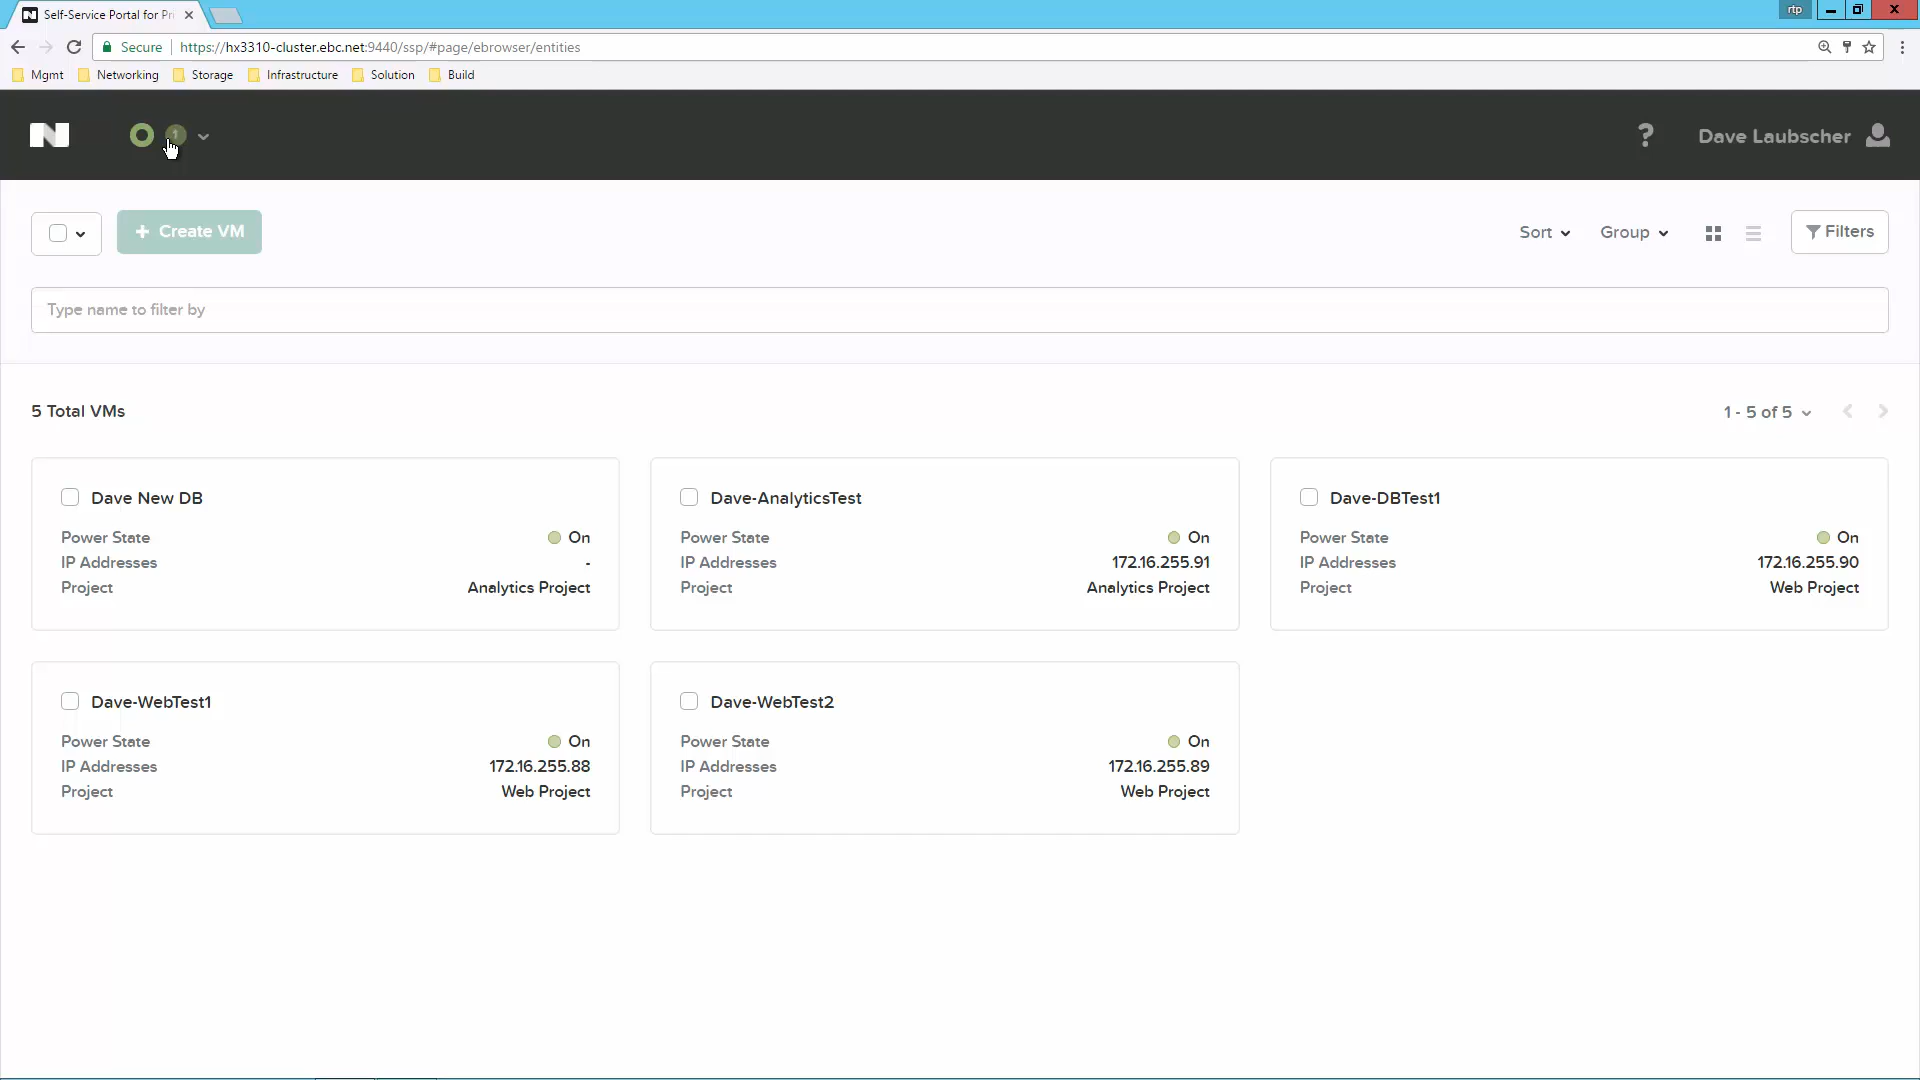 Self-Service Portal for Pr
rtp
Secure https://hx3310-cluster.ebc.net:9440/ssp/#page/ebrowser/entities
Mgmt Networking Storage Infrastructure Solution Build
N 1 ? Dave Laubscher
+ Create VM Sort Group Filters
Type name to filter by
5 Total VMs 1 - 5 of 5
Dave New DB
Power State On
IP Addresses -
Project Analytics Project
Dave-AnalyticsTest
Power State On
IP Addresses 172.16.255.91
Project Analytics Project
Dave-DBTest1
Power State On
IP Addresses 172.16.255.90
Project Web Project
Dave-WebTest1
Power State On
IP Addresses 172.16.255.88
Project Web Project
Dave-WebTest2
Power State On
IP Addresses 172.16.255.89
Project Web Project